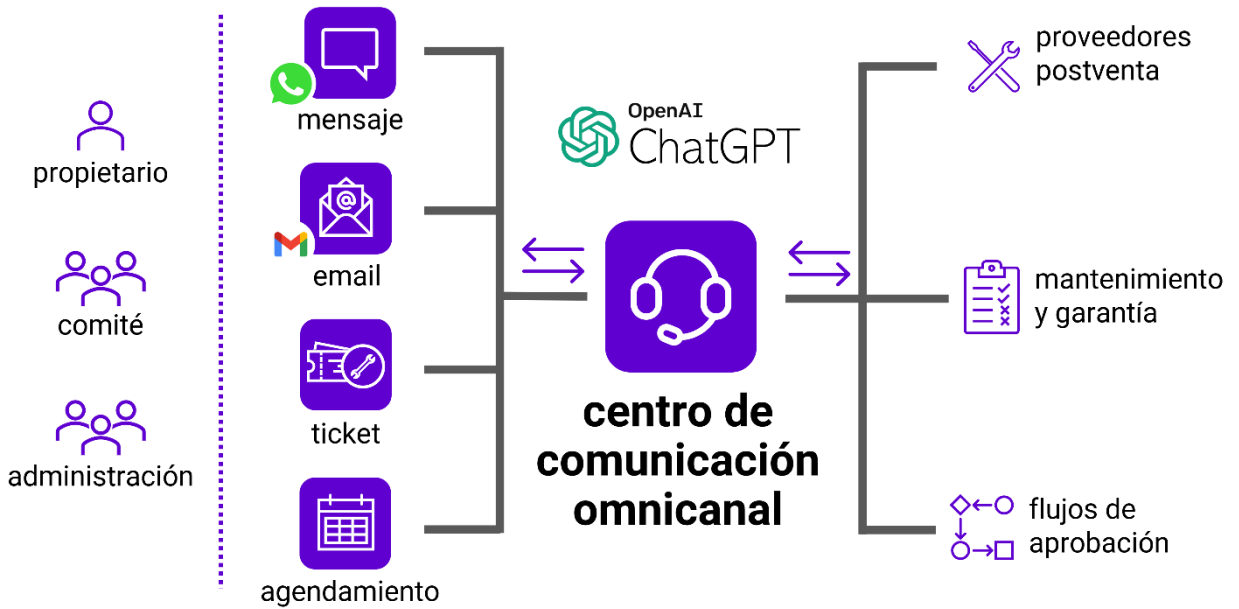 propietario
comité
administración
mensaje
@
email
ticket
agendamiento
OpenAI
ChatGPT
centro de
comunicación
omnicanal
proveedores
postventa
mantenimiento
y garantía
flujos de
aprobación